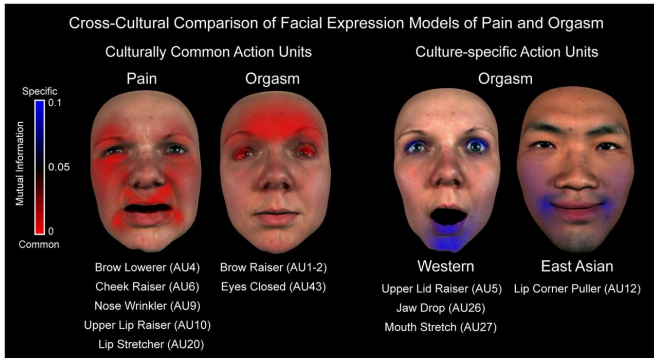 Cross-Cultural Comparison of Facial Expression Models of Pain and Orgasm
Culturally Common Action Units
Culture-specific Action Units
Pain
Orgasm
Orgasm
Specific
0.1
0.05
0
Common
Mutual Information
Brow Lowerer (AU4)
Cheek Raiser (AU6)
Nose Wrinkler (AU9)
Upper Lip Raiser (AU10)
Lip Stretcher (AU20)
Brow Raiser (AU1-2)
Eyes Closed (AU43)
Western
Upper Lid Raiser (AU5)
Jaw Drop (AU26)
Mouth Stretch (AU27)
East Asian
Lip Corner Puller (AU12)